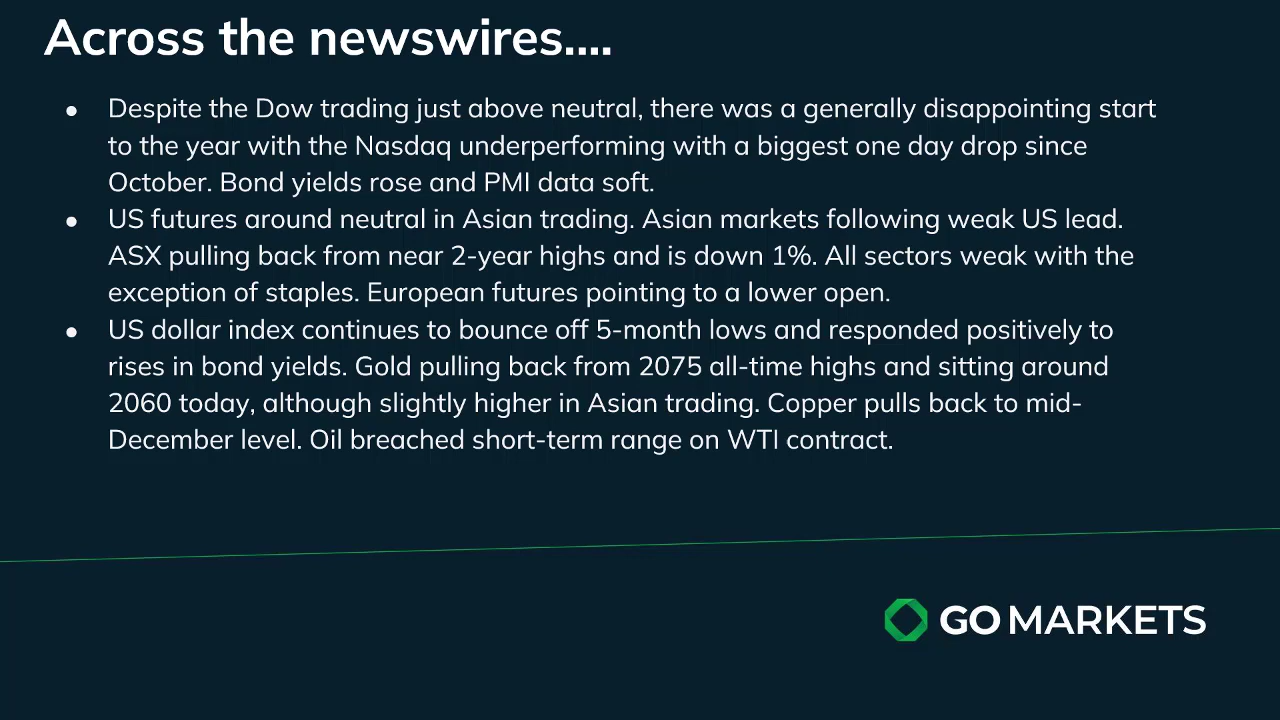 Across the newswires....
● Despite the Dow trading just above neutral, there was a generally disappointing start
to the year with the Nasdaq underperforming with a biggest one day drop since
October. Bond yields rose and PMI data soft.
● US futures around neutral in Asian trading. Asian markets following weak US lead.
ASX pulling back from near 2-year highs and is down 1%. All sectors weak with the
exception of staples. European futures pointing to a lower open.
● US dollar index continues to bounce off 5-month lows and responded positively to
rises in bond yields. Gold pulling back from 2075 all-time highs and sitting around
2060 today, although slightly higher in Asian trading. Copper pulls back to mid-
December level. Oil breached short-term range on WTI contract.
GO MARKETS